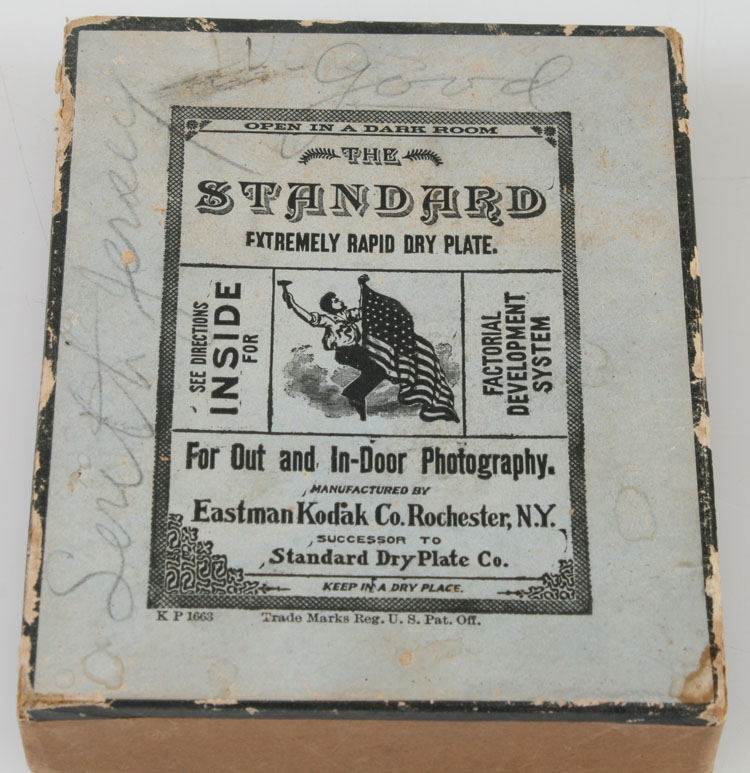 Good
OPEN IN A DARK ROOM
THE
STANDARD
EXTREMELY RAPID DRY PLATE.
SEE DIRECTIONS
INSIDE
FOR
FACTORIAL
DEVELOPMENT
SYSTEM
For Out and In-Door Photography.
MANUFACTURED BY
Eastman Kodak Co. Rochester, N.Y.
SUCCESSOR TO
Standard Dry Plate Co.
KEEP IN A DRY PLACE.
K P 1663 Trade Marks Reg. U. S. Pat. Off.